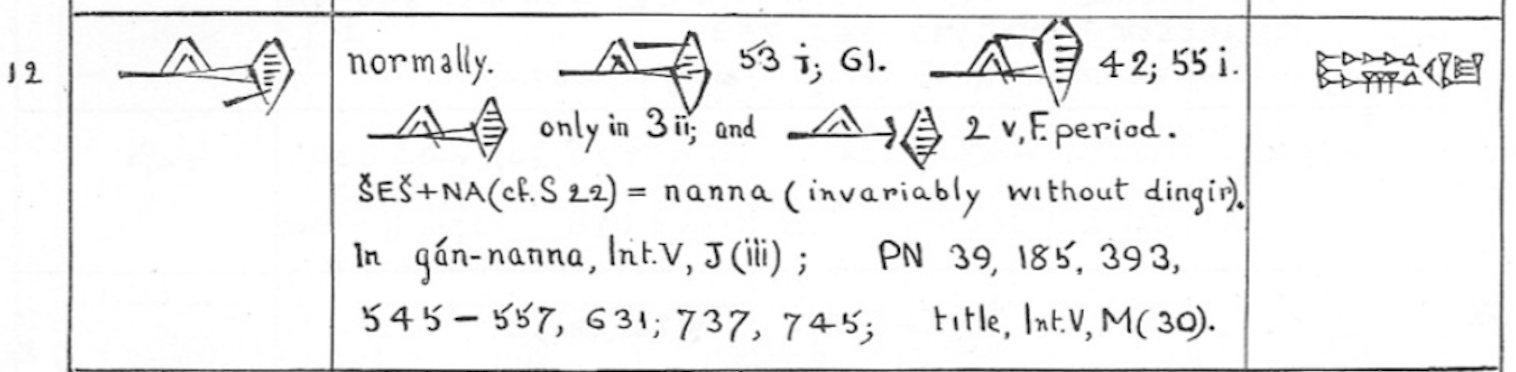 12
normally. 53 i; 61. 42; 55 i.
only in 3 ii; and 2 v, F. period.
ŠEŠ+NA (cf. S 22) = nanna (invariably without dingir).
In gán-nanna, Int. V, J (iii); PN 39, 185, 393,
545 – 557, 631; 737, 745; title, Int. V, M (30).